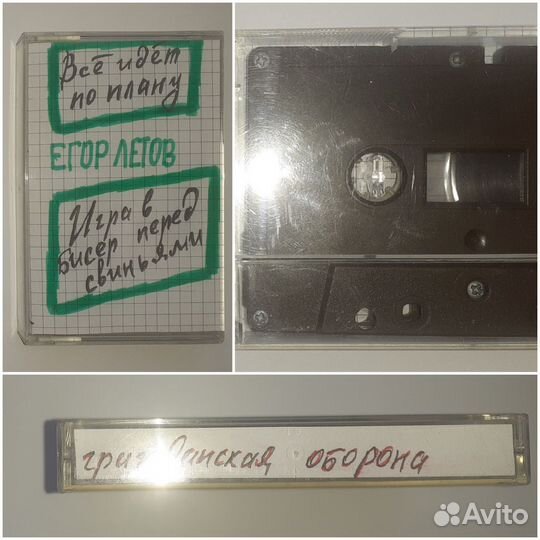 Всё идёт
по плану
ЕГОР ЛЕТОВ
Игра в
бисер перед
свиньями
гражданская оборона
Avito